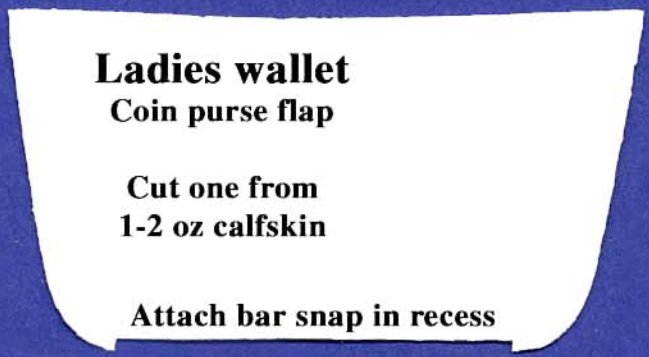 Ladies wallet
Coin purse flap
Cut one from
1-2 oz calfskin
Attach bar snap in recess